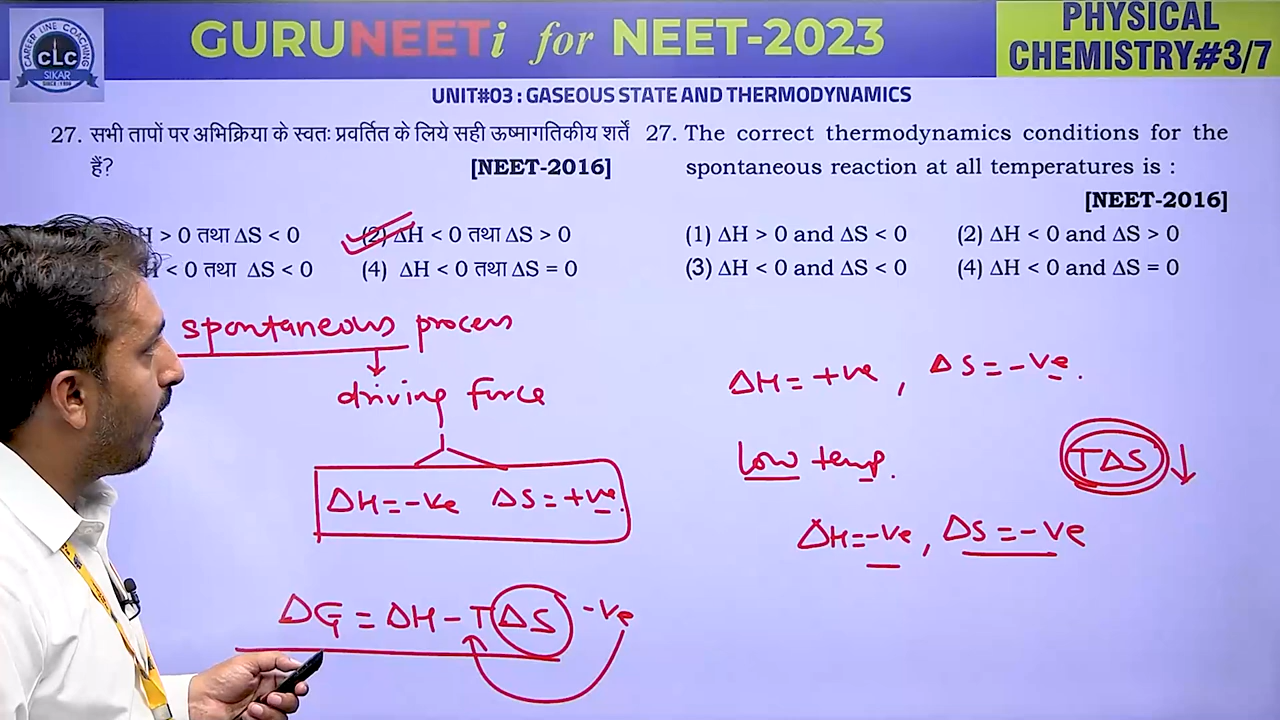 CAREER LINE COACHING
CLC
SIKAR
SINCE : 1996
GURUNEETi for NEET-2023
PHYSICAL
CHEMISTRY#3/7
UNIT#03 : GASEOUS STATE AND THERMODYNAMICS
27. सभी तापों पर अभिक्रिया के स्वतः प्रवर्तित के लिये सही ऊष्मागतिकीय शर्तें
हैं?
[NEET-2016]
H > 0 तथा ΔS < 0
(2) ΔH < 0 तथा ΔS > 0
H < 0 तथा ΔS < 0
(4) ΔH < 0 तथा ΔS = 0
27. The correct thermodynamics conditions for the
spontaneous reaction at all temperatures is :
[NEET-2016]
(1) ΔH > 0 and ΔS < 0
(2) ΔH < 0 and ΔS > 0
(3) ΔH < 0 and ΔS < 0
(4) ΔH < 0 and ΔS = 0
spontaneous process
driving force
ΔH=-ve ΔS=+ve.
ΔG=ΔH-TΔS -ve
ΔH=+ve, ΔS=-ve.
low temp.
TΔS↓
ΔH=-ve, ΔS=-ve